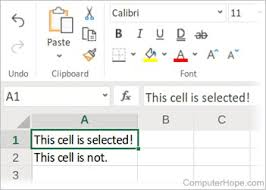 Calibri
11
Paste
B I U
A
Undo
Clipboard
Font
A1
fx
This cell is selected!
A B C
1 This cell is selected!
2 This cell is not.
3
ComputerHope.com